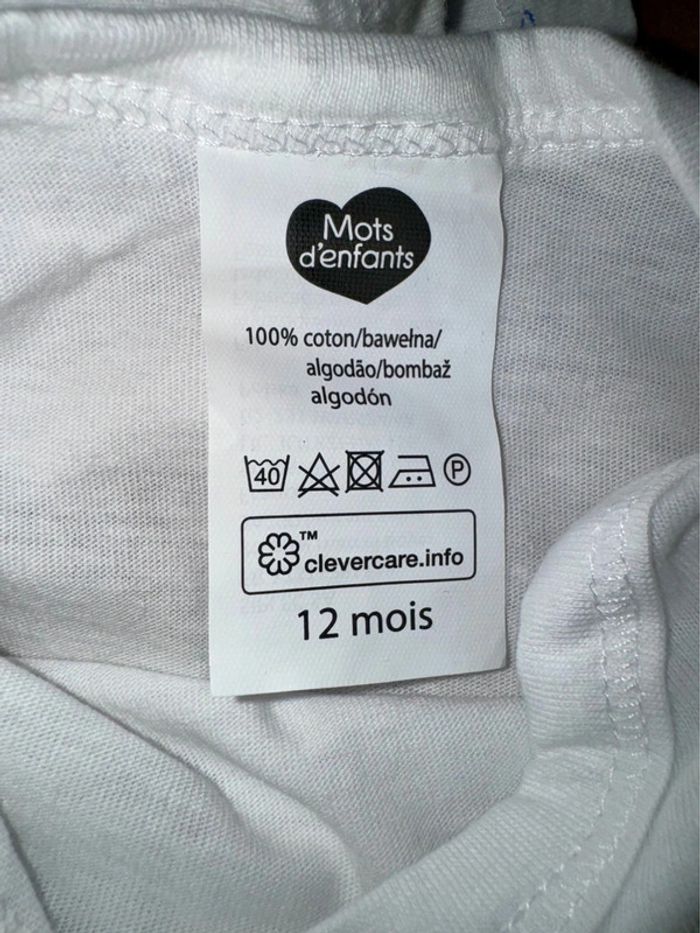 Mots
d'enfants
100% coton/bawełna/
algodão/bombaž
algodón
40 P
TM
clevercare.info
12 mois